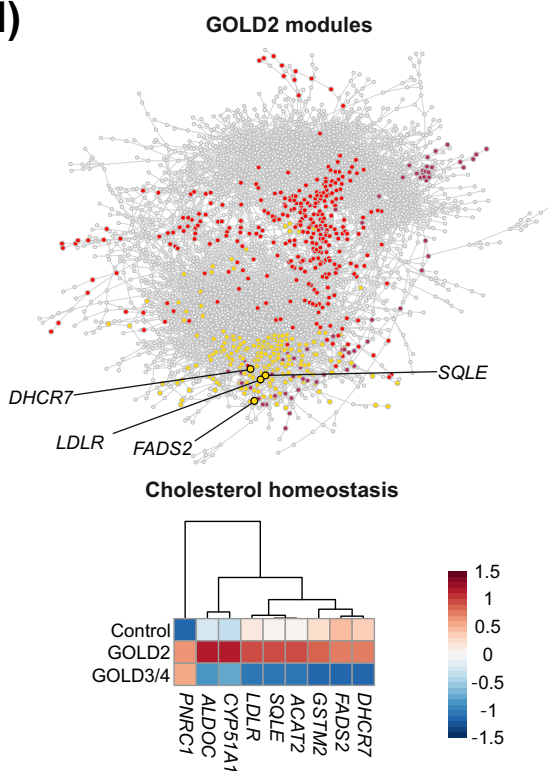 d)
GOLD2 modules
DHCR7
SQLE
LDLR
FADS2
Cholesterol homeostasis
Control
GOLD2
GOLD3/4
PNRC1
ALDOC
CYP51A1
LDLR
SQLE
ACAT2
GSTM2
FADS2
DHCR7
1.5
1
0.5
0
-0.5
-1
-1.5